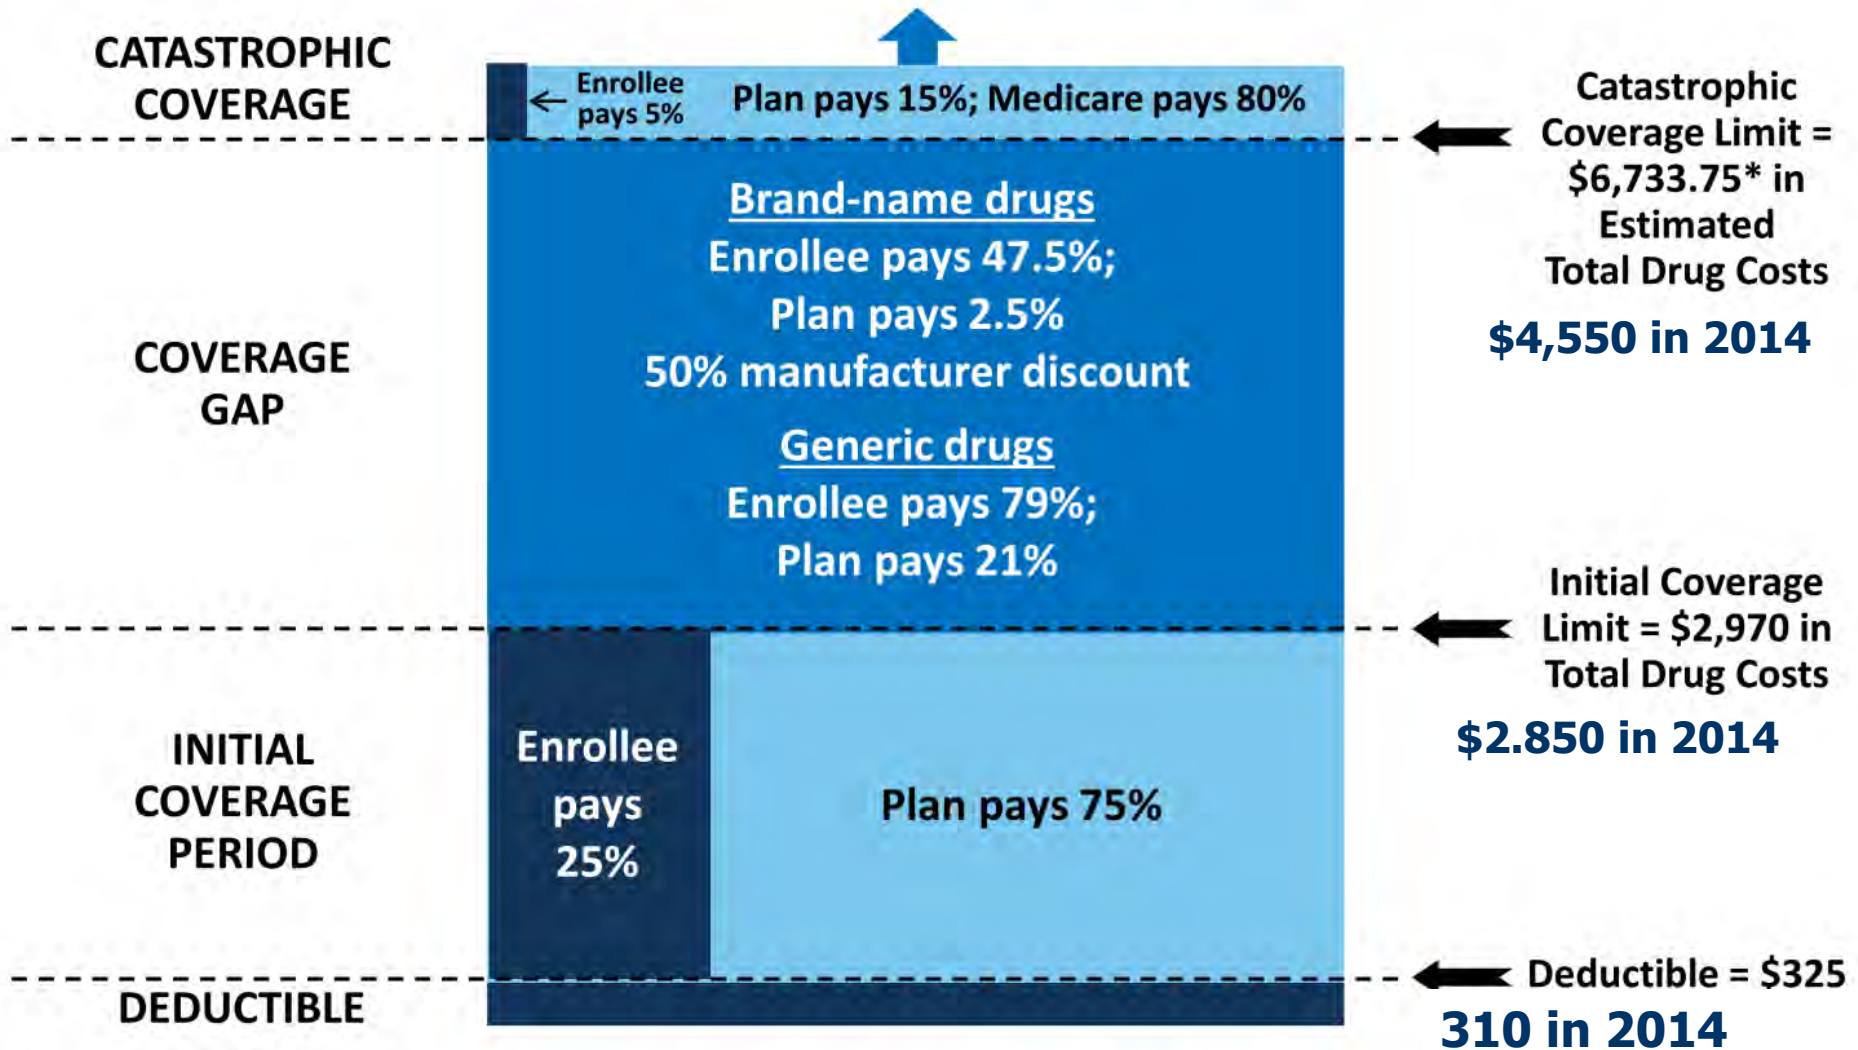 CATASTROPHIC
COVERAGE
Enrollee
pays 5%
Plan pays 15%; Medicare pays 80%
Catastrophic
Coverage Limit =
$6,733.75* in
Estimated
Total Drug Costs
$4,550 in 2014
COVERAGE
GAP
Brand-name drugs
Enrollee pays 47.5%;
Plan pays 2.5%
50% manufacturer discount
Generic drugs
Enrollee pays 79%;
Plan pays 21%
Initial Coverage
Limit = $2,970 in
Total Drug Costs
$2.850 in 2014
INITIAL
COVERAGE
PERIOD
Enrollee
pays
25%
Plan pays 75%
Deductible = $325
310 in 2014
DEDUCTIBLE